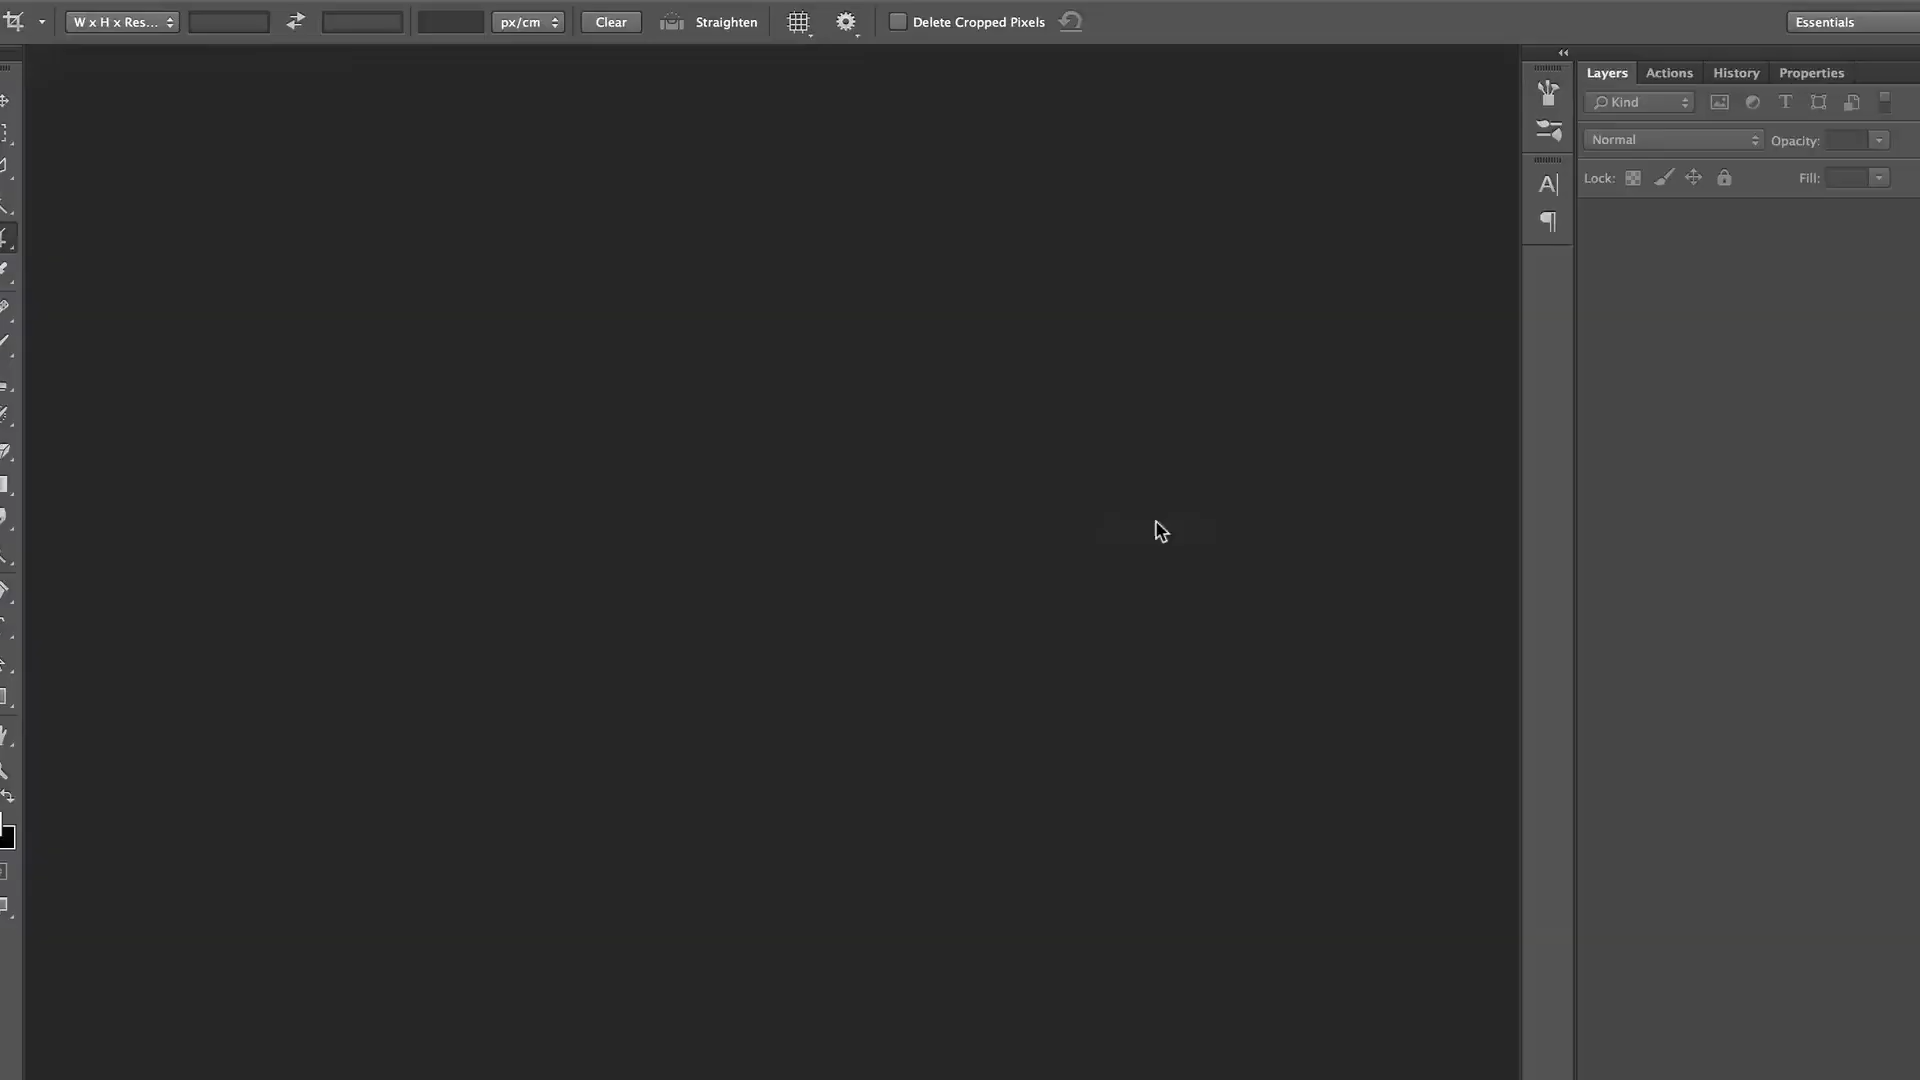 W x H x Res... px/cm Clear Straighten Delete Cropped Pixels Essentials
Layers Actions History Properties
Kind
Normal Opacity:
Lock: Fill: